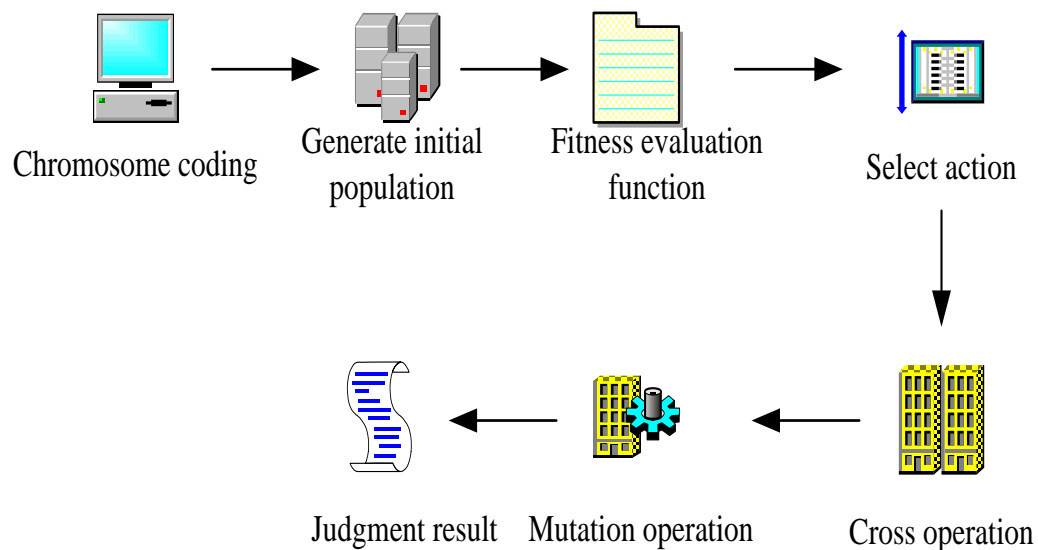 Chromosome coding
Generate initial
population
Fitness evaluation
function
Select action
Judgment result
Mutation operation
Cross operation